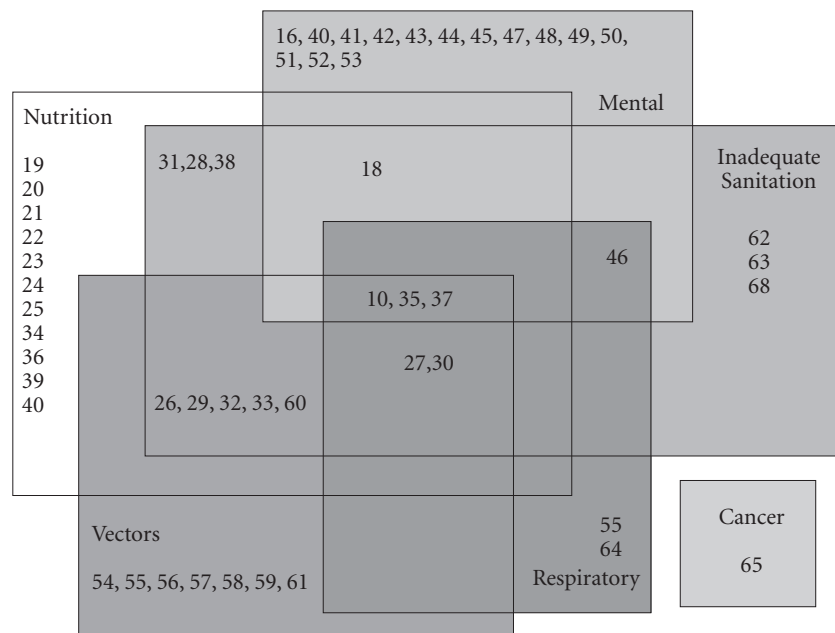 16, 40, 41, 42, 43, 44, 45, 47, 48, 49, 50,
51, 52, 53
Mental
Nutrition
19
20
21
22
23
24
25
34
36
39
40
31,28,38
18
Inadequate
Sanitation
62
63
68
46
10, 35, 37
27,30
26, 29, 32, 33, 60
Vectors
54, 55, 56, 57, 58, 59, 61
55
64
Respiratory
Cancer
65